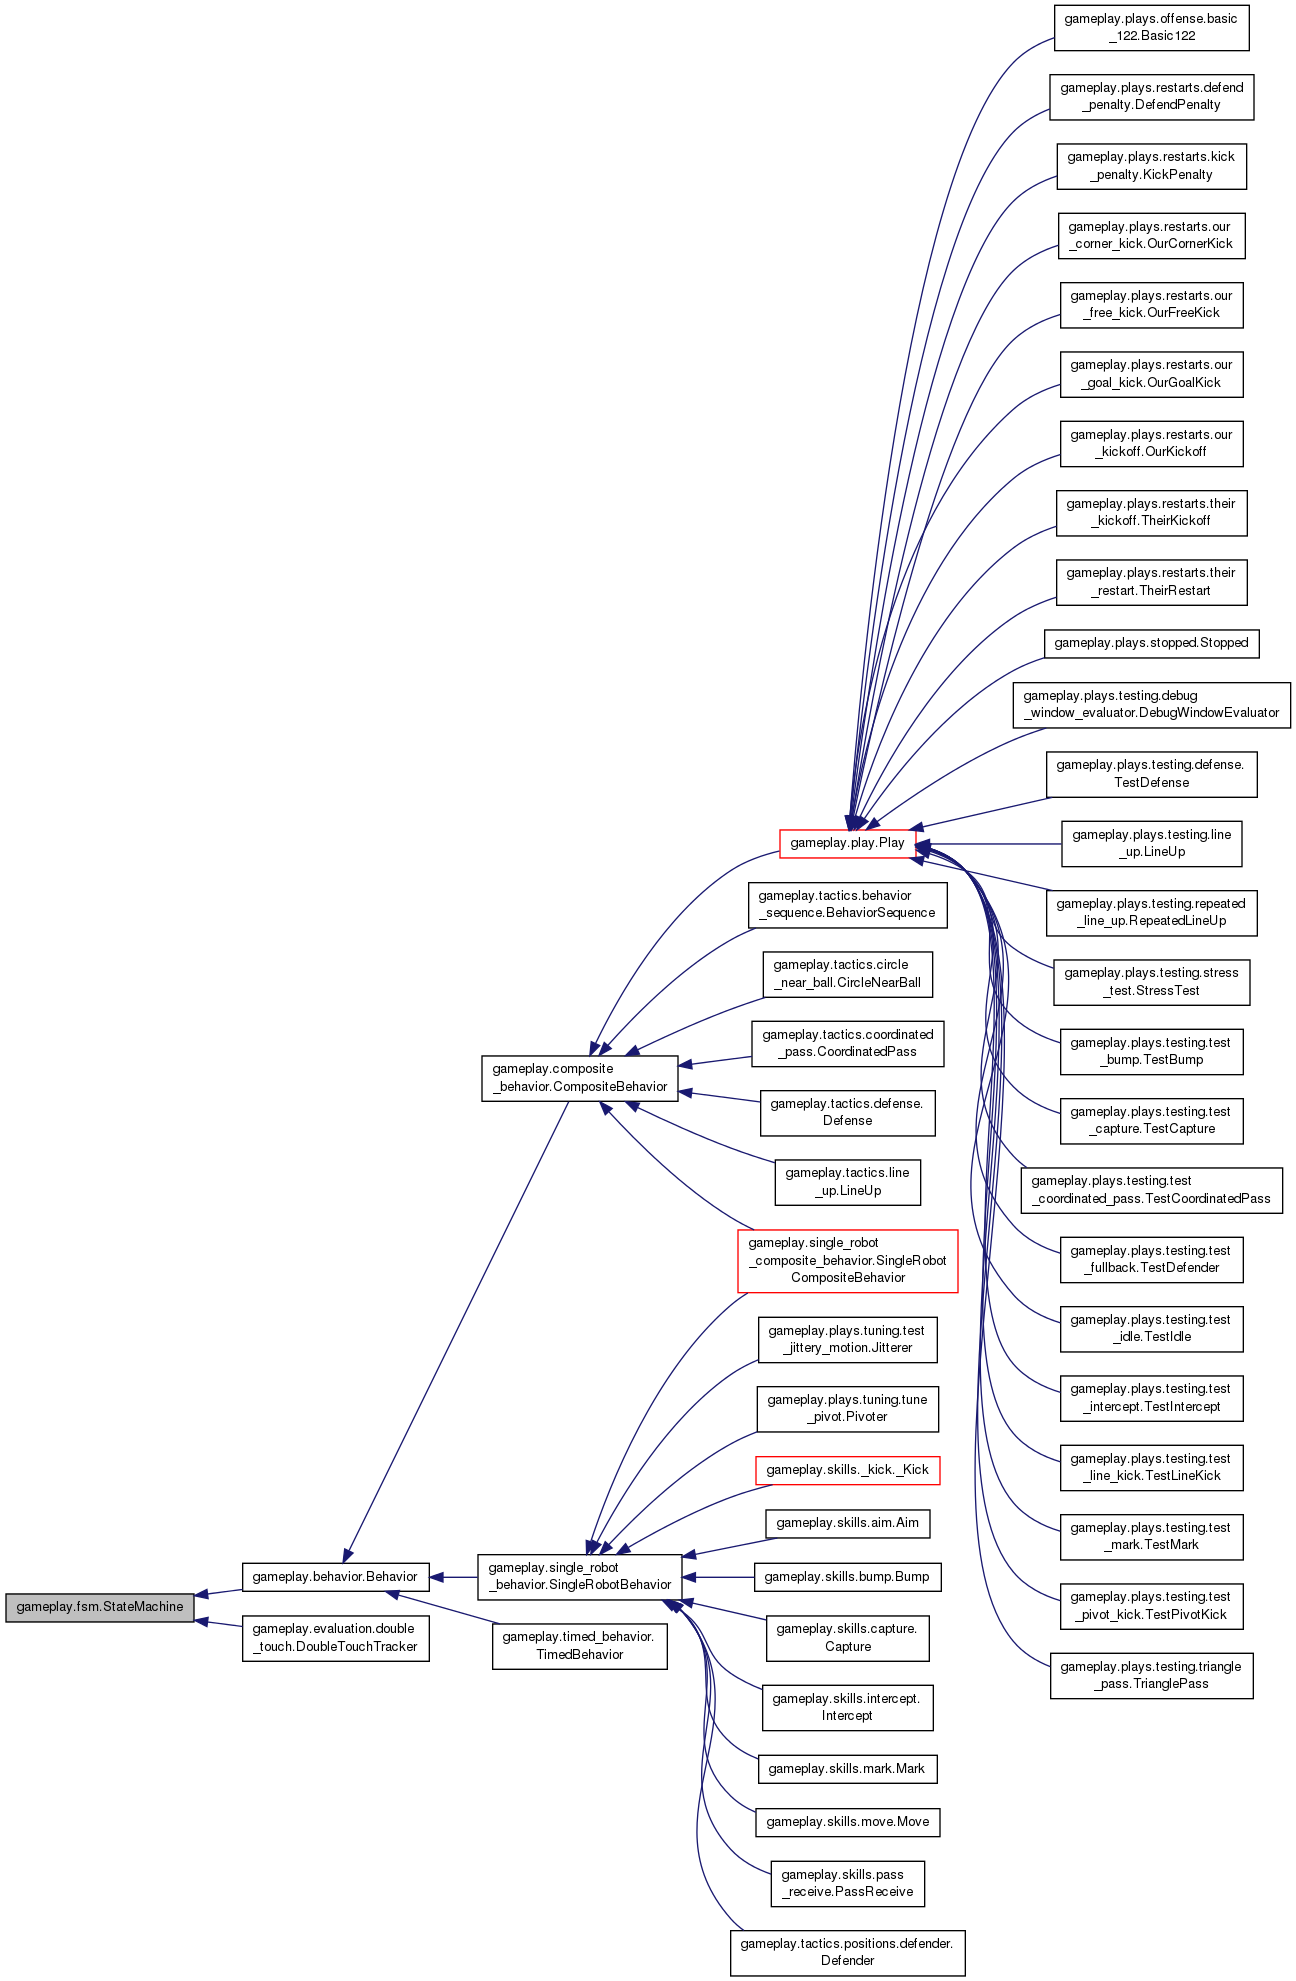 gameplay.fsm.StateMachine
gameplay.behavior.Behavior
gameplay.evaluation.double
_touch.DoubleTouchTracker
gameplay.composite
_behavior.CompositeBehavior
gameplay.single_robot
_behavior.SingleRobotBehavior
gameplay.timed_behavior.
TimedBehavior
gameplay.play.Play
gameplay.tactics.behavior
_sequence.BehaviorSequence
gameplay.tactics.circle
_near_ball.CircleNearBall
gameplay.tactics.coordinated
_pass.CoordinatedPass
gameplay.tactics.defense.
Defense
gameplay.tactics.line
_up.LineUp
gameplay.single_robot
_composite_behavior.SingleRobot
CompositeBehavior
gameplay.plays.tuning.test
_jittery_motion.Jitterer
gameplay.plays.tuning.tune
_pivot.Pivoter
gameplay.skills._kick._Kick
gameplay.skills.aim.Aim
gameplay.skills.bump.Bump
gameplay.skills.capture.
Capture
gameplay.skills.intercept.
Intercept
gameplay.skills.mark.Mark
gameplay.skills.move.Move
gameplay.skills.pass
_receive.PassReceive
gameplay.tactics.positions.defender.
Defender
gameplay.plays.offense.basic
_122.Basic122
gameplay.plays.restarts.defend
_penalty.DefendPenalty
gameplay.plays.restarts.kick
_penalty.KickPenalty
gameplay.plays.restarts.our
_corner_kick.OurCornerKick
gameplay.plays.restarts.our
_free_kick.OurFreeKick
gameplay.plays.restarts.our
_goal_kick.OurGoalKick
gameplay.plays.restarts.our
_kickoff.OurKickoff
gameplay.plays.restarts.their
_kickoff.TheirKickoff
gameplay.plays.restarts.their
_restart.TheirRestart
gameplay.plays.stopped.Stopped
gameplay.plays.testing.debug
_window_evaluator.DebugWindowEvaluator
gameplay.plays.testing.defense.
TestDefense
gameplay.plays.testing.line
_up.LineUp
gameplay.plays.testing.repeated
_line_up.RepeatedLineUp
gameplay.plays.testing.stress
_test.StressTest
gameplay.plays.testing.test
_bump.TestBump
gameplay.plays.testing.test
_capture.TestCapture
gameplay.plays.testing.test
_coordinated_pass.TestCoordinatedPass
gameplay.plays.testing.test
_fullback.TestDefender
gameplay.plays.testing.test
_idle.TestIdle
gameplay.plays.testing.test
_intercept.TestIntercept
gameplay.plays.testing.test
_line_kick.TestLineKick
gameplay.plays.testing.test
_mark.TestMark
gameplay.plays.testing.test
_pivot_kick.TestPivotKick
gameplay.plays.testing.triangle
_pass.TrianglePass